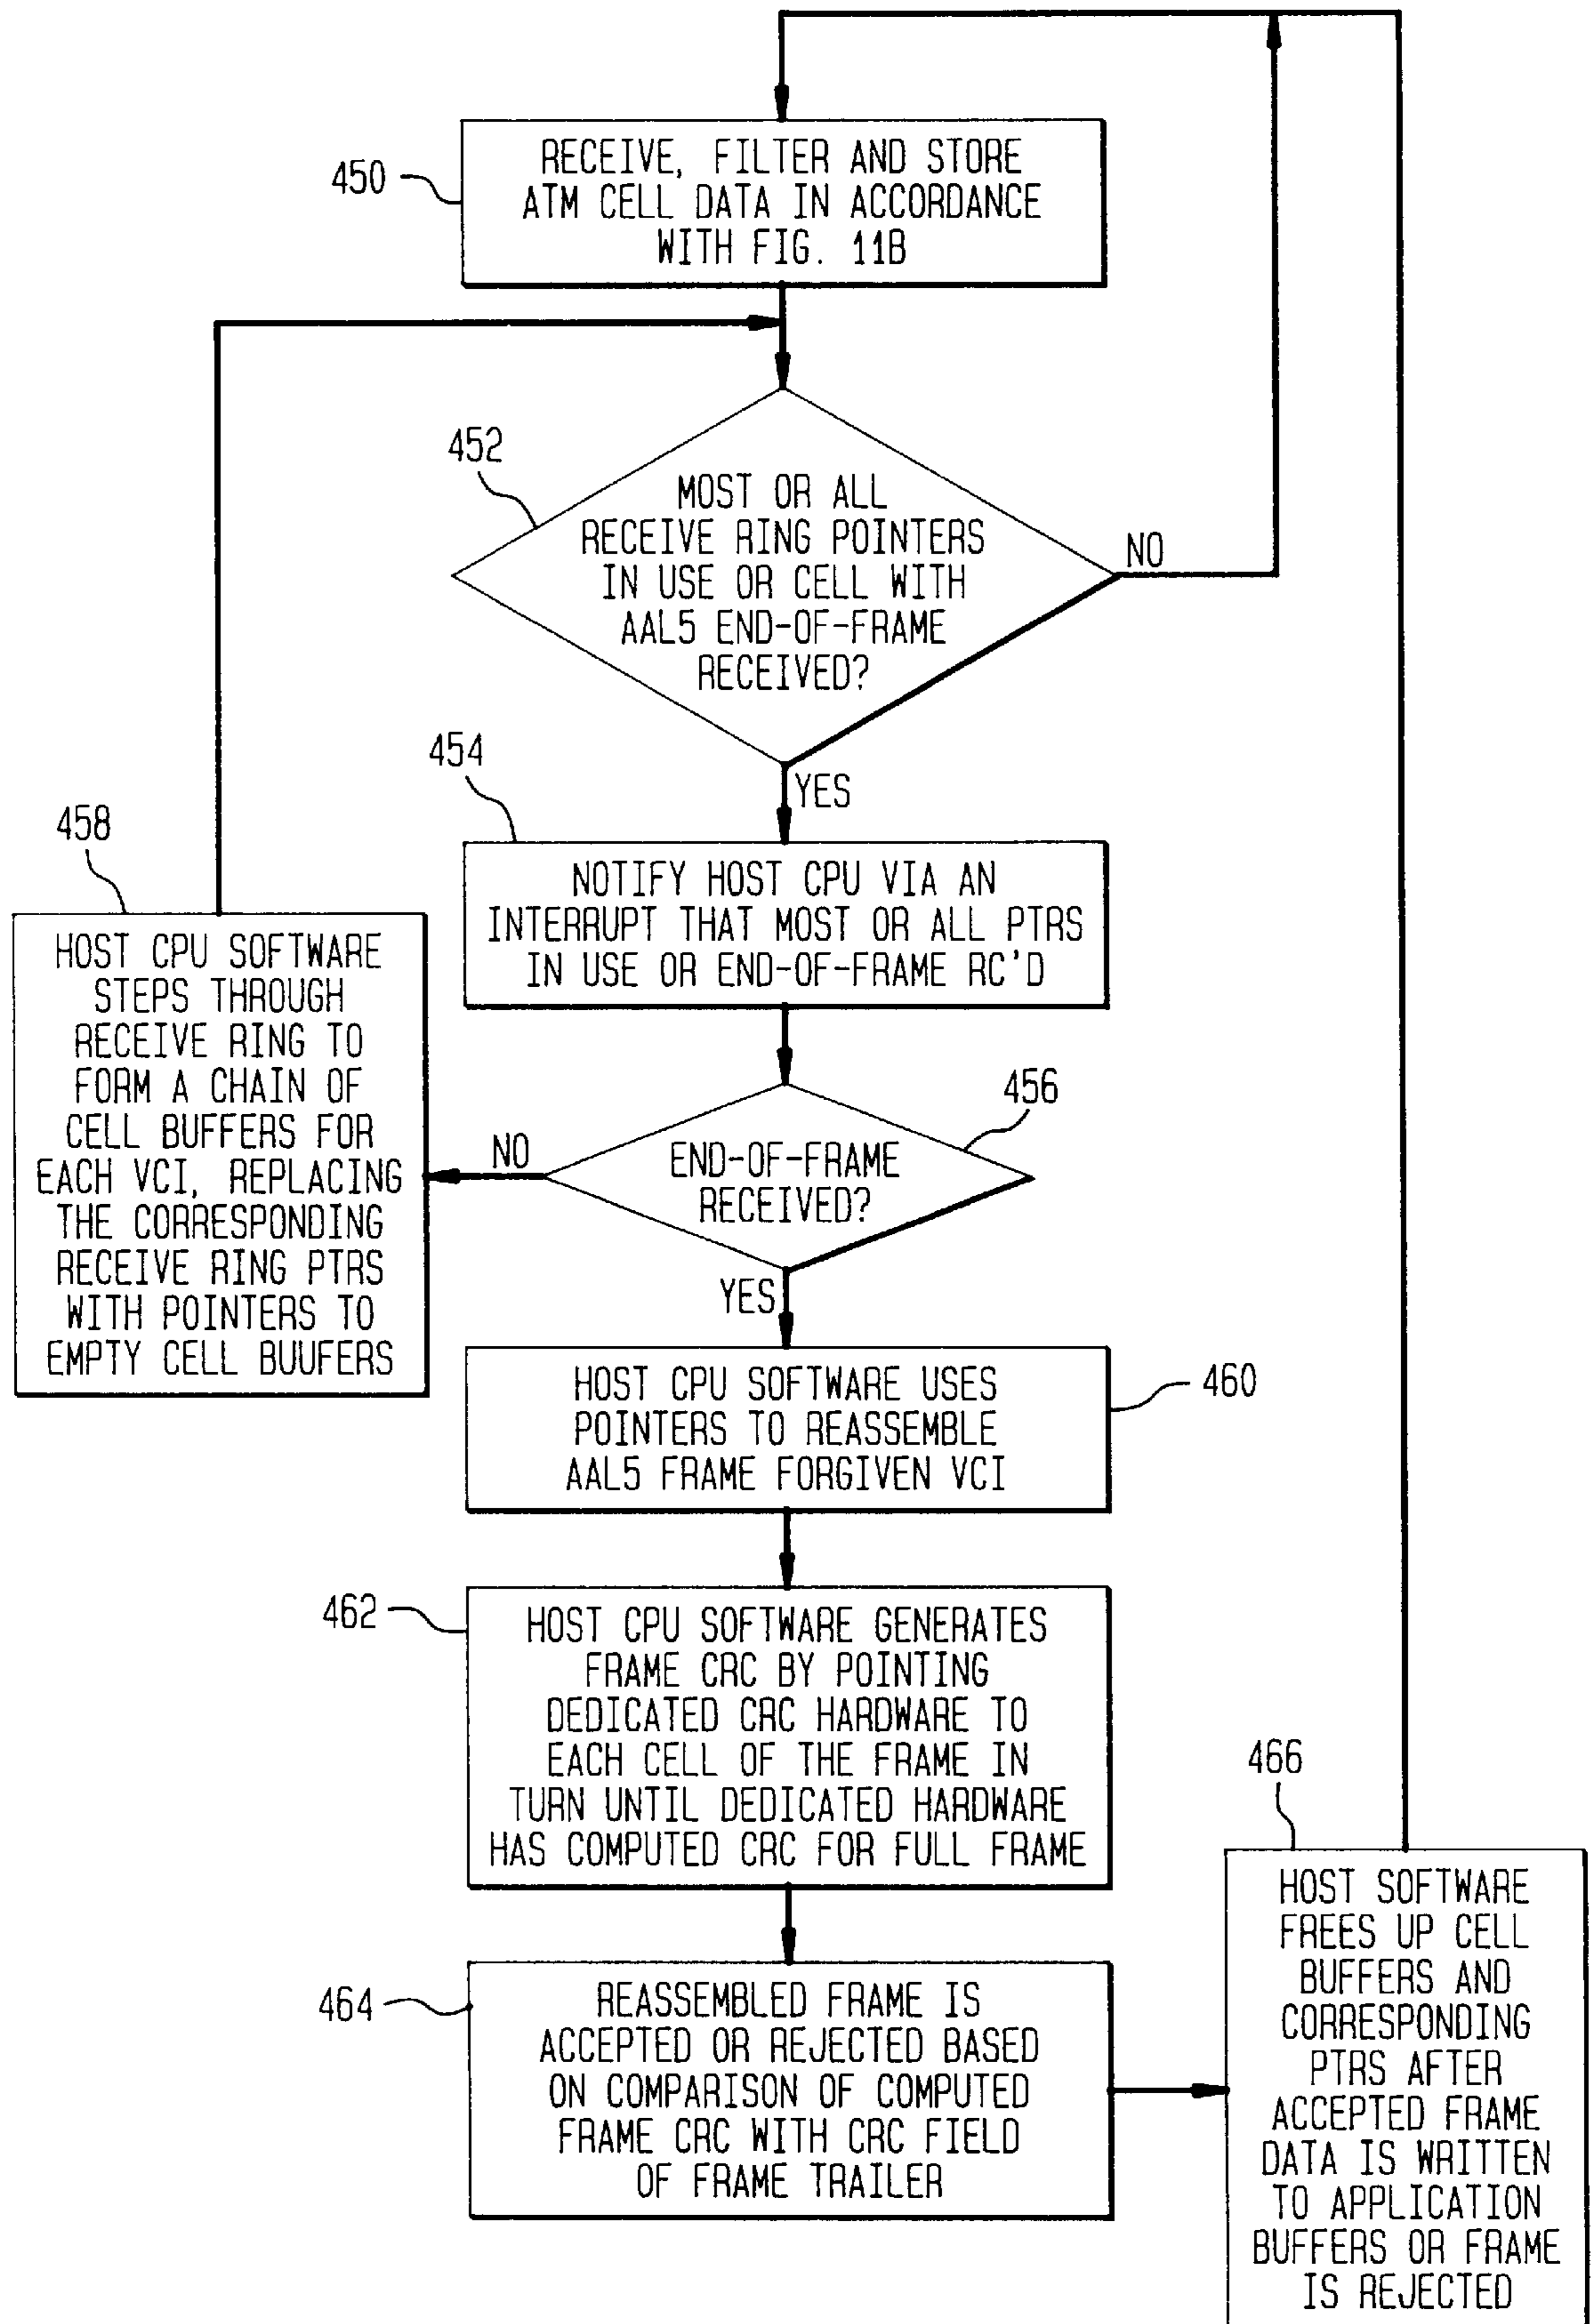 450
RECEIVE, FILTER AND STORE
ATM CELL DATA IN ACCORDANCE
WITH FIG. 11B
452
MOST OR ALL
RECEIVE RING POINTERS
IN USE OR CELL WITH
AAL5 END-OF-FRAME
RECEIVED?
NO
YES
454
NOTIFY HOST CPU VIA AN
INTERRUPT THAT MOST OR ALL PTRS
IN USE OR END-OF-FRAME RC'D
456
END-OF-FRAME
RECEIVED?
NO
YES
458
HOST CPU SOFTWARE
STEPS THROUGH
RECEIVE RING TO
FORM A CHAIN OF
CELL BUFFERS FOR
EACH VCI, REPLACING
THE CORRESPONDING
RECEIVE RING PTRS
WITH POINTERS TO
EMPTY CELL BUUFERS
460
HOST CPU SOFTWARE USES
POINTERS TO REASSEMBLE
AAL5 FRAME FORGIVEN VCI
462
HOST CPU SOFTWARE GENERATES
FRAME CRC BY POINTING
DEDICATED CRC HARDWARE TO
EACH CELL OF THE FRAME IN
TURN UNTIL DEDICATED HARDWARE
HAS COMPUTED CRC FOR FULL FRAME
464
REASSEMBLED FRAME IS
ACCEPTED OR REJECTED BASED
ON COMPARISON OF COMPUTED
FRAME CRC WITH CRC FIELD
OF FRAME TRAILER
466
HOST SOFTWARE
FREES UP CELL
BUFFERS AND
CORRESPONDING
PTRS AFTER
ACCEPTED FRAME
DATA IS WRITTEN
TO APPLICATION
BUFFERS OR FRAME
IS REJECTED